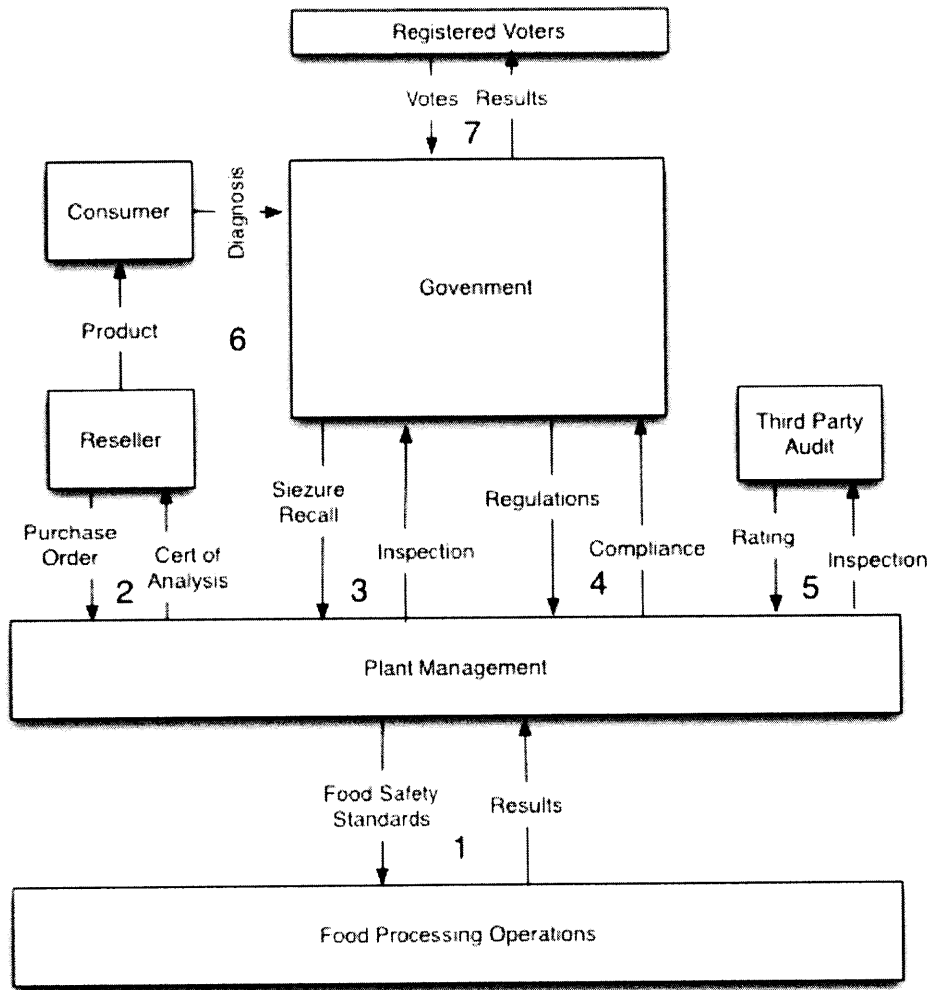 Registered Voters
Votes Results
7
Consumer
Diagnosis
Govenment
Product
6
Reseller
Third Party
Audit
Siezure
Recall
Regulations
Purchase
Order
Cert of
Analysis
Inspection
Compliance
Rating
Inspection
2
3
4
5
Plant Management
Food Safety
Standards
Results
1
Food Processing Operations